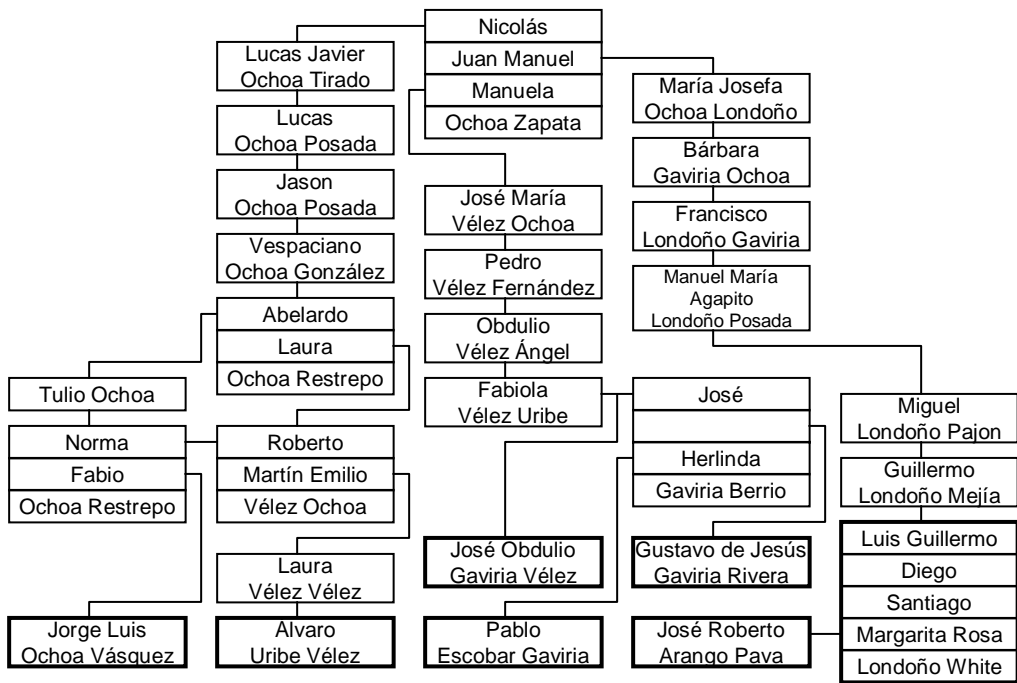 Nicolás
Juan Manuel
Manuela
Ochoa Zapata
Lucas Javier
Ochoa Tirado
Lucas
Ochoa Posada
Jason
Ochoa Posada
Vespaciano
Ochoa González
Abelardo
Laura
Ochoa Restrepo
Tulio Ochoa
Norma
Fabio
Ochoa Restrepo
Roberto
Martín Emilio
Vélez Ochoa
Laura
Vélez Vélez
Jorge Luis
Ochoa Vásquez
Alvaro
Uribe Vélez
José María
Vélez Ochoa
Pedro
Vélez Fernández
Obdulio
Vélez Ángel
Fabiola
Vélez Uribe
José
Herlinda
Gaviria Berrio
José Obdulio
Gaviria Vélez
Gustavo de Jesús
Gaviria Rivera
Pablo
Escobar Gaviria
María Josefa
Ochoa Londoño
Bárbara
Gaviria Ochoa
Francisco
Londoño Gaviria
Manuel María
Agapito
Londoño Posada
Miguel
Londoño Pajon
Guillermo
Londoño Mejía
Luis Guillermo
Diego
Santiago
Margarita Rosa
Londoño White
José Roberto
Arango Pava